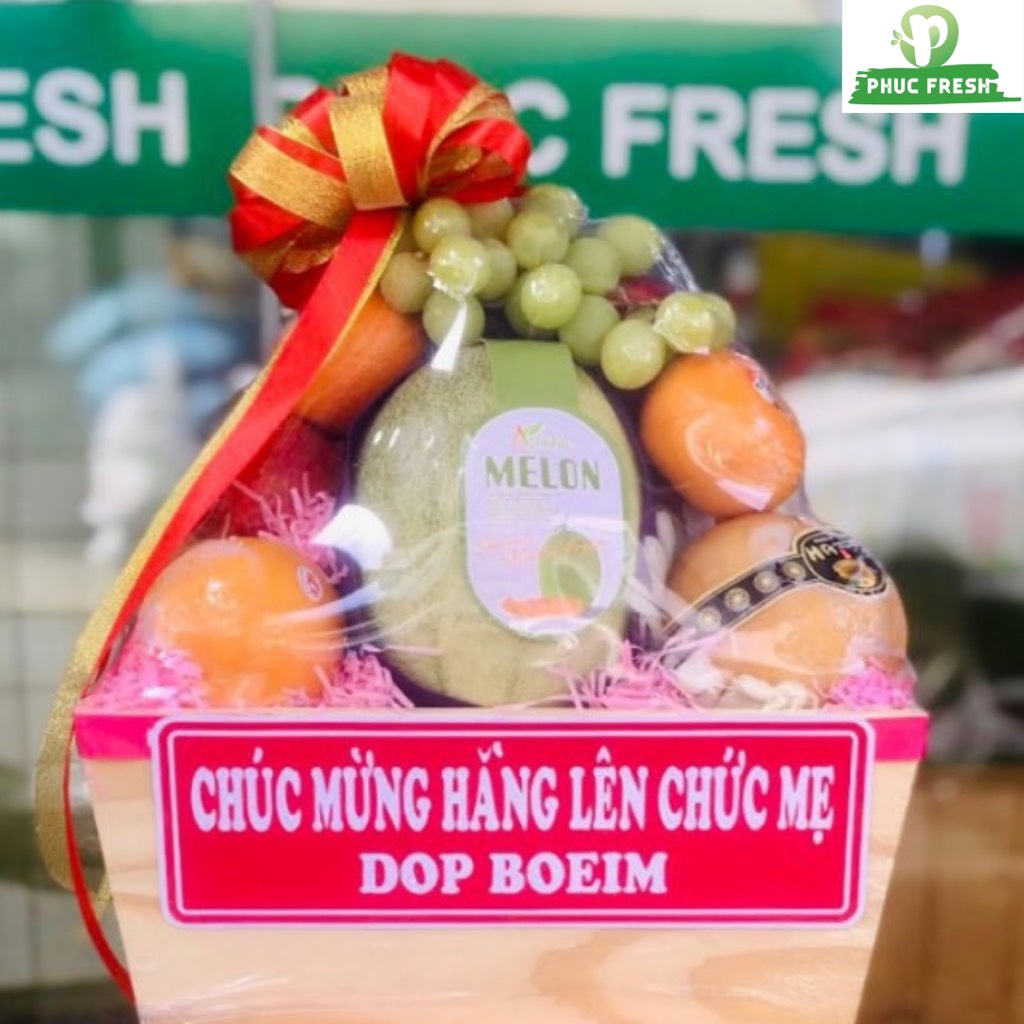 PHUC FRESH
ESH
C FRESH
MELON
CHÚC MỪNG HẰNG LÊN CHỨC MẸ
DOP BOEIM